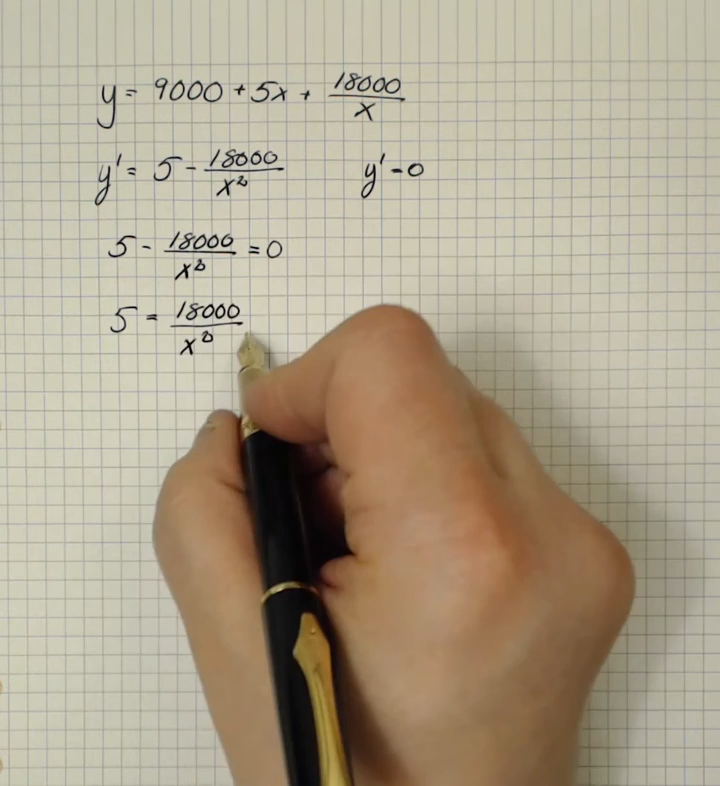 y = 9000 + 5x + 18000/x
y' = 5 - 18000/x² y' = 0
5 - 18000/x² = 0
5 = 18000/x²